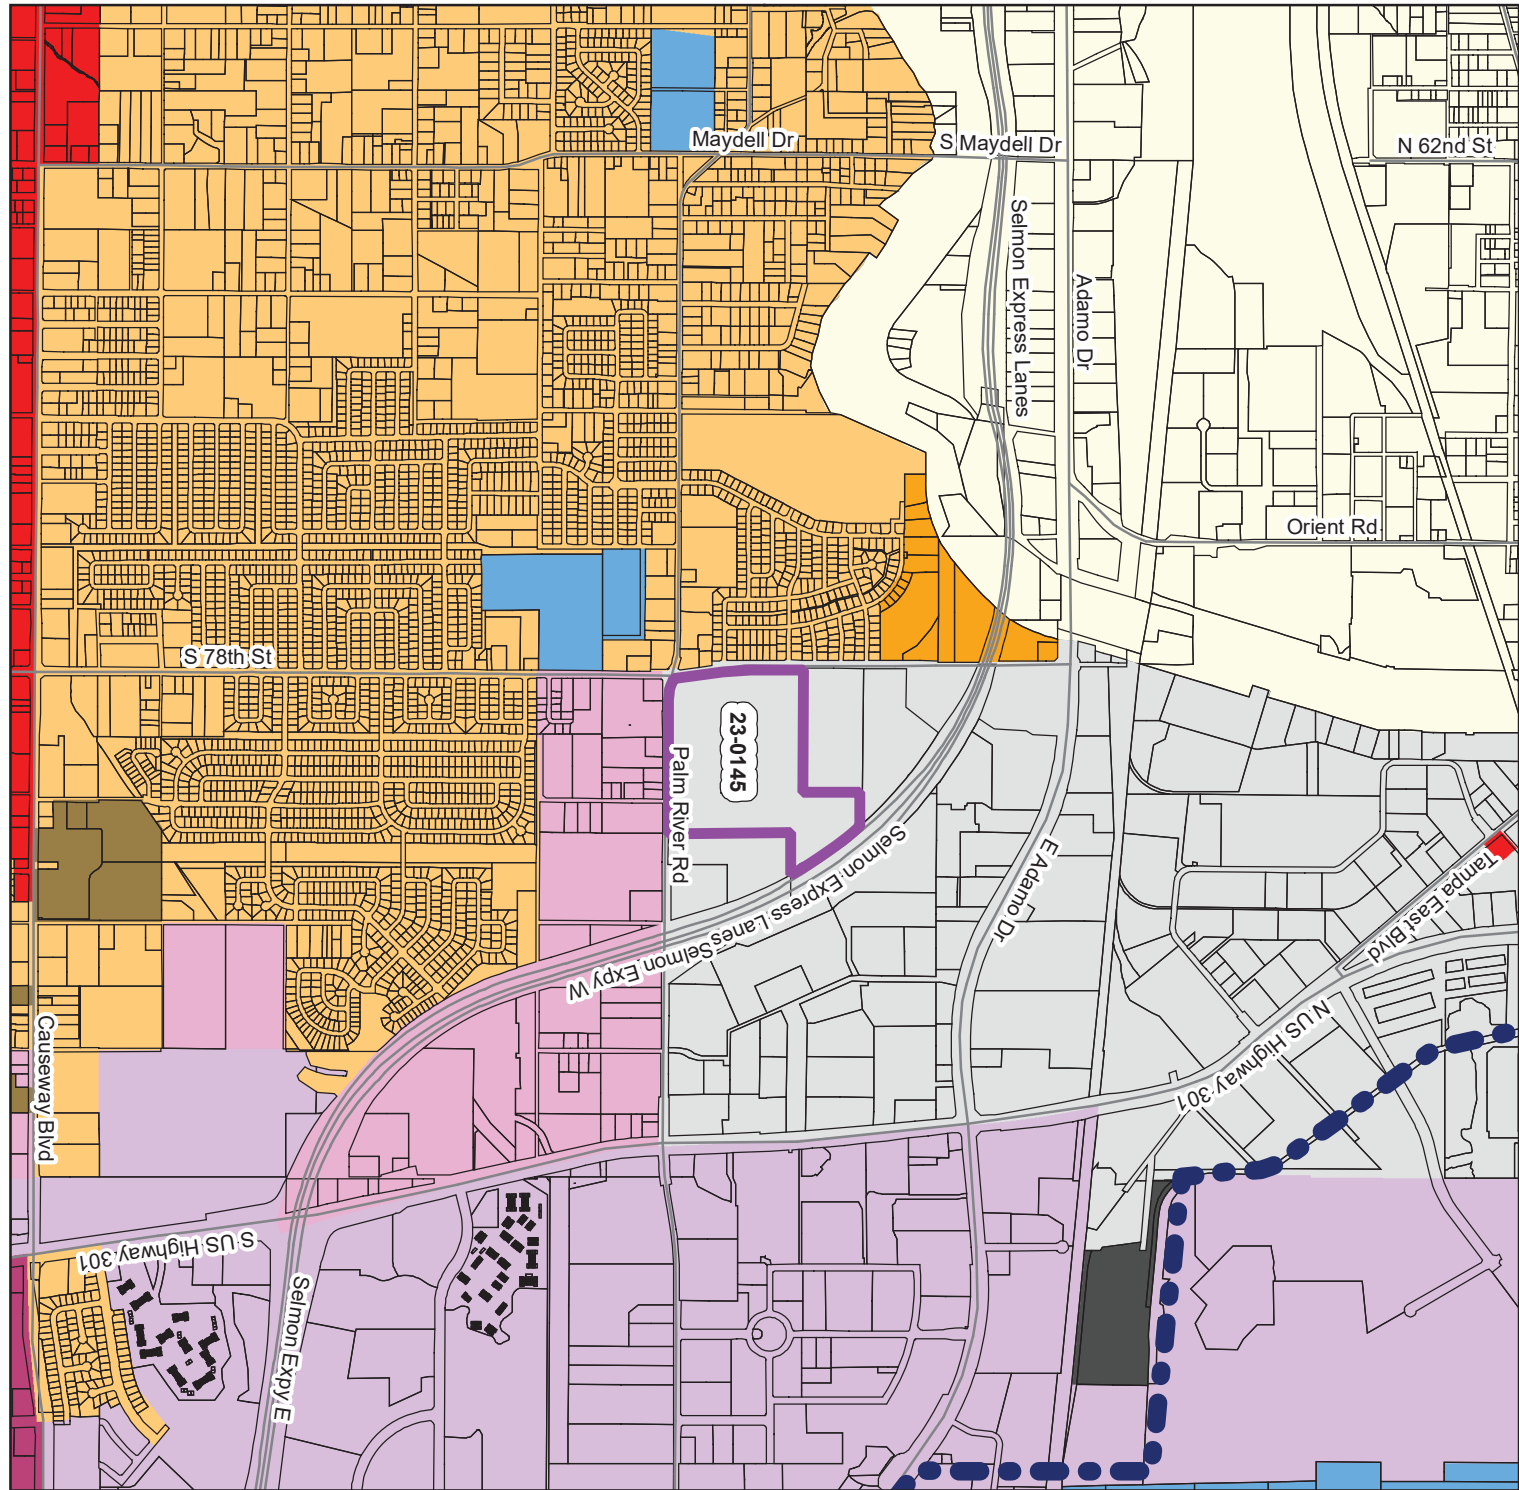 Maydell Dr
S Maydell Dr
N 62nd St
Selmon Express Lanes
Adamo Dr
Orient Rd
S 78th St
23-0145
Palm River Rd
Selmon Express Lanes
Selmon Expy W
E Adamo Dr
Tampa East Blvd
N US Highway 301
Causeway Blvd
S US Highway 301
Selmon Expy E